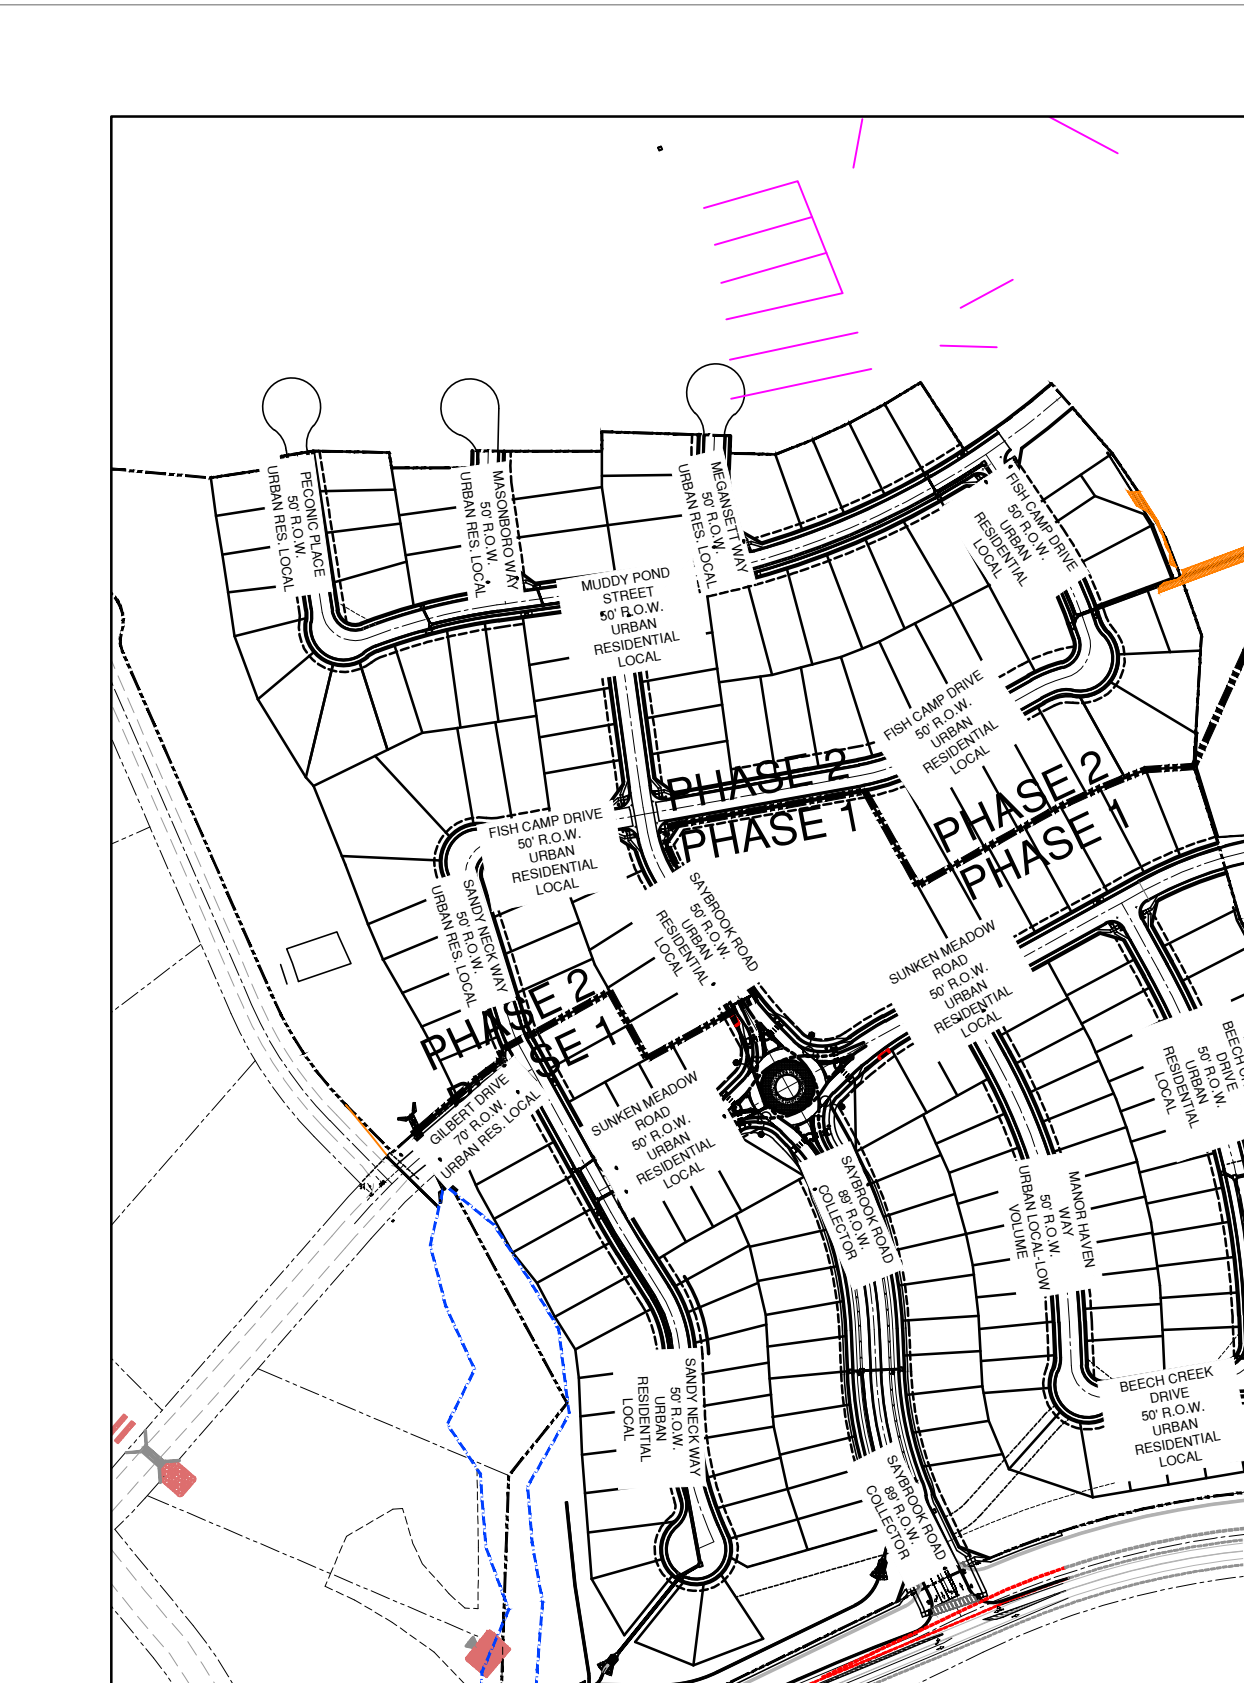 PECONIC PLACE
50' R.O.W.
URBAN RES. LOCAL
MASONBORO WAY
50' R.O.W.
URBAN RES. LOCAL
MEGANSETT WAY
50' R.O.W.
URBAN RES. LOCAL
FISH CAMP DRIVE
50' R.O.W.
URBAN
RESIDENTIAL
LOCAL
MUDDY POND
STREET
50' R.O.W.
URBAN
RESIDENTIAL
LOCAL
FISH CAMP DRIVE
50' R.O.W.
URBAN
RESIDENTIAL
LOCAL
PHASE 2
PHASE 1
PHASE 2
PHASE 1
FISH CAMP DRIVE
50' R.O.W.
URBAN
RESIDENTIAL
LOCAL
SANDY NECK WAY
50' R.O.W.
URBAN RES. LOCAL
SAYBROOK ROAD
50' R.O.W.
URBAN
RESIDENTIAL
LOCAL
SUNKEN MEADOW
ROAD
50' R.O.W.
URBAN
RESIDENTIAL
LOCAL
PHASE 2
SE 1
GILBERT DRIVE
70' R.O.W.
URBAN RES. LOCAL
SUNKEN MEADOW
ROAD
50' R.O.W.
URBAN
RESIDENTIAL
LOCAL
BEECH
DRIVE
50' R.O.W.
URBAN
RESIDENTIAL
LOCAL
SAYBROOK ROAD
89' R.O.W.
COLLECTOR
MANOR HAVEN
WAY
50' R.O.W.
URBAN LOCAL-LOW
VOLUME
SANDY NECK WAY
50' R.O.W.
URBAN
RESIDENTIAL
LOCAL
BEECH CREEK
DRIVE
50' R.O.W.
URBAN
RESIDENTIAL
LOCAL
SAYBROOK ROAD
89' R.O.W.
COLLECTOR